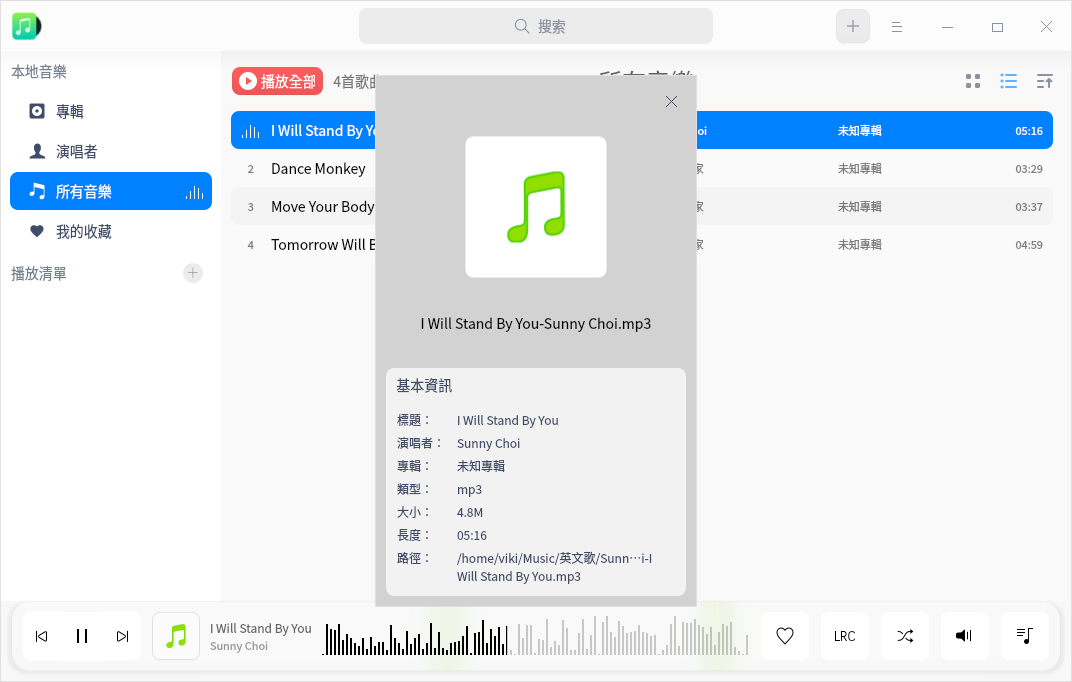 搜索
本地音樂
專輯
演唱者
所有音樂
我的收藏
播放清單
播放全部
4首歌曲
所有音樂
I Will Stand By Yo
oi
未知專輯
05:16
2
Dance Monkey
家
未知專輯
03:29
3
Move Your Body
家
未知專輯
03:37
4
Tomorrow Will B
家
未知專輯
04:59
I Will Stand By You-Sunny Choi.mp3
基本資訊
標題： I Will Stand By You
演唱者： Sunny Choi
專輯： 未知專輯
類型： mp3
大小： 4.8M
長度： 05:16
路徑： /home/viki/Music/英文歌/Sunn…i-I
Will Stand By You.mp3
I Will Stand By You
Sunny Choi
LRC